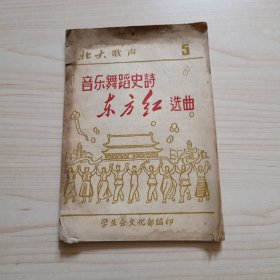 北大歌声 5
音乐舞蹈史詩
东方红 选曲
学生会文化部编印